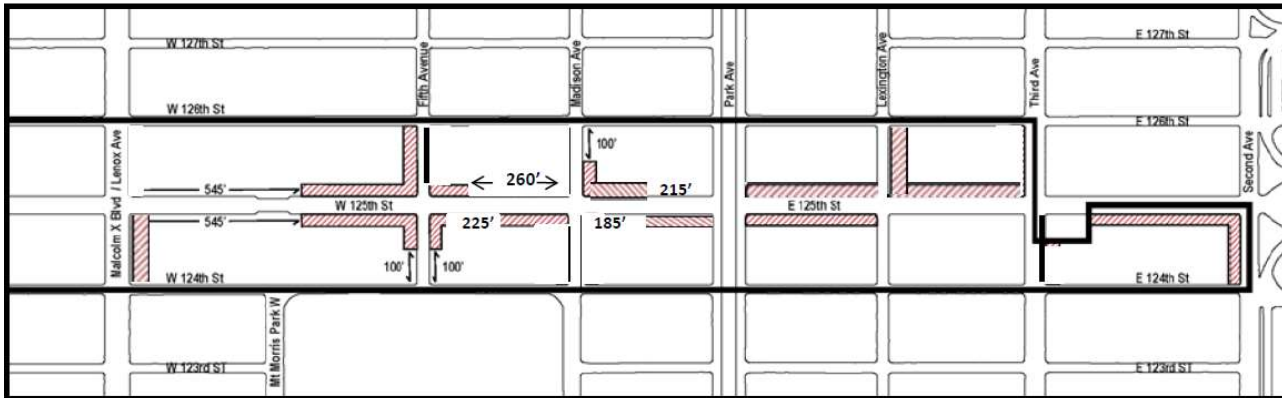 W 127th St
E 127th St
Fifth Avenue
Madison Ave
Park Ave
Lexington Ave
Third Ave
W 126th St
E 126th St
Malcolm X Blvd / Lenox Ave
Second Ave
100'
545'
260'
215'
W 125th St
E 125th St
545'
225'
185'
100'
100'
W 124th St
E 124th St
Mt Morris Park W
W 123rd ST
E 123rd ST